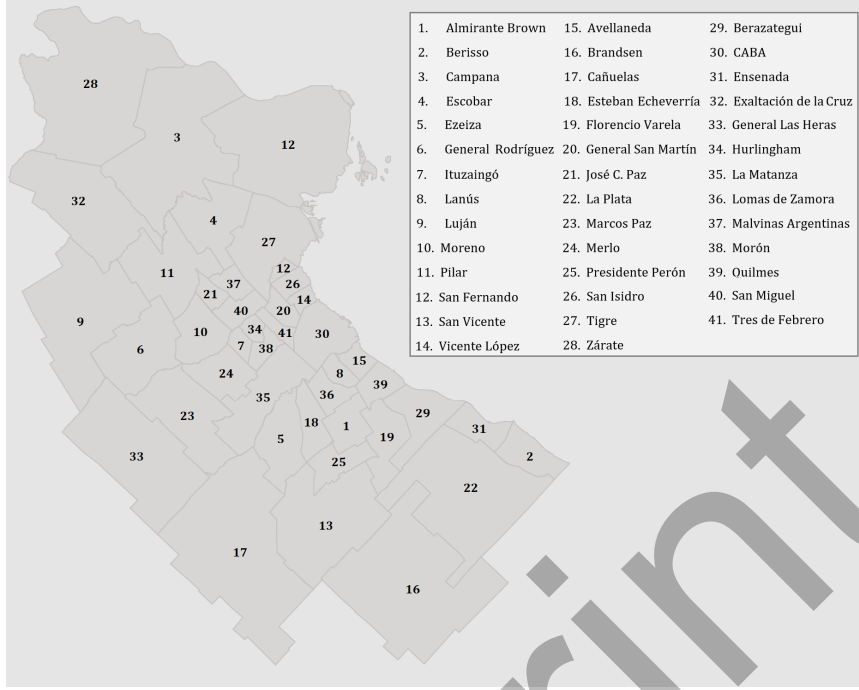 28
3
12
32
4
27
11
12
37
26
21
14
40
20
9
10
34
41
30
6
7
38
15
24
8
39
35
36
23
29
18
1
31
19
5
33
2
25
22
13
17
16
1. Almirante Brown
2. Berisso
3. Campana
4. Escobar
5. Ezeiza
6. General Rodríguez
7. Ituzaingó
8. Lanús
9. Luján
10. Moreno
11. Pilar
12. San Fernando
13. San Vicente
14. Vicente López
15. Avellaneda
16. Brandsen
17. Cañuelas
18. Esteban Echeverría
19. Florencio Varela
20. General San Martín
21. José C. Paz
22. La Plata
23. Marcos Paz
24. Merlo
25. Presidente Perón
26. San Isidro
27. Tigre
28. Zárate
29. Berazategui
30. CABA
31. Ensenada
32. Exaltación de la Cruz
33. General Las Heras
34. Hurlingham
35. La Matanza
36. Lomas de Zamora
37. Malvinas Argentinas
38. Morón
39. Quilmes
40. San Miguel
41. Tres de Febrero
rint